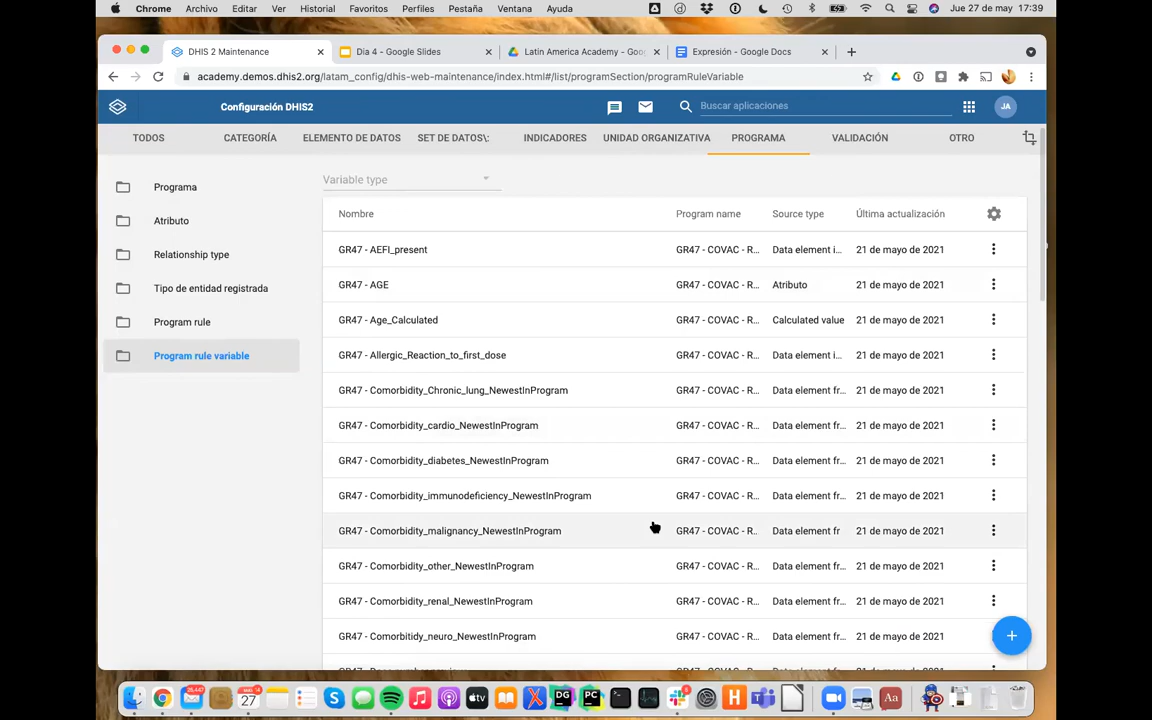 Chrome Archivo Editar Ver Historial Favoritos Perfiles Pestaña Ventana Ayuda Jue 27 de may 17:39
DHIS 2 Maintenance × Dia 4 - Google Slides × Latin America Academy - Goo × Expresión - Google Docs × +
academy.demos.dhis2.org/latam_config/dhis-web-maintenance/index.html#/list/programSection/programRuleVariable
Configuración DHIS2 Buscar aplicaciones JA
TODOS CATEGORÍA ELEMENTO DE DATOS SET DE DATOS\; INDICADORES UNIDAD ORGANIZATIVA PROGRAMA VALIDACIÓN OTRO
Variable type
Programa
Atributo
Relationship type
Tipo de entidad registrada
Program rule
Program rule variable
Nombre Program name Source type Última actualización
GR47 - AEFI_present GR47 - COVAC - R... Data element i... 21 de mayo de 2021
GR47 - AGE GR47 - COVAC - R... Atributo 21 de mayo de 2021
GR47 - Age_Calculated GR47 - COVAC - R... Calculated value 21 de mayo de 2021
GR47 - Allergic_Reaction_to_first_dose GR47 - COVAC - R... Data element i... 21 de mayo de 2021
GR47 - Comorbidity_Chronic_lung_NewestInProgram GR47 - COVAC - R... Data element fr... 21 de mayo de 2021
GR47 - Comorbidity_cardio_NewestInProgram GR47 - COVAC - R... Data element fr... 21 de mayo de 2021
GR47 - Comorbidity_diabetes_NewestInProgram GR47 - COVAC - R... Data element fr... 21 de mayo de 2021
GR47 - Comorbidity_immunodeficiency_NewestInProgram GR47 - COVAC - R... Data element fr... 21 de mayo de 2021
GR47 - Comorbidity_malignancy_NewestInProgram GR47 - COVAC - R... Data element fr 21 de mayo de 2021
GR47 - Comorbidity_other_NewestInProgram GR47 - COVAC - R... Data element fr... 21 de mayo de 2021
GR47 - Comorbidity_renal_NewestInProgram GR47 - COVAC - R... Data element fr... 21 de mayo de 2021
GR47 - Comorbitidy_neuro_NewestInProgram GR47 - COVAC - R... Data element fr... 21 de mayo de 2021
+
27 tv DG PC H Aa